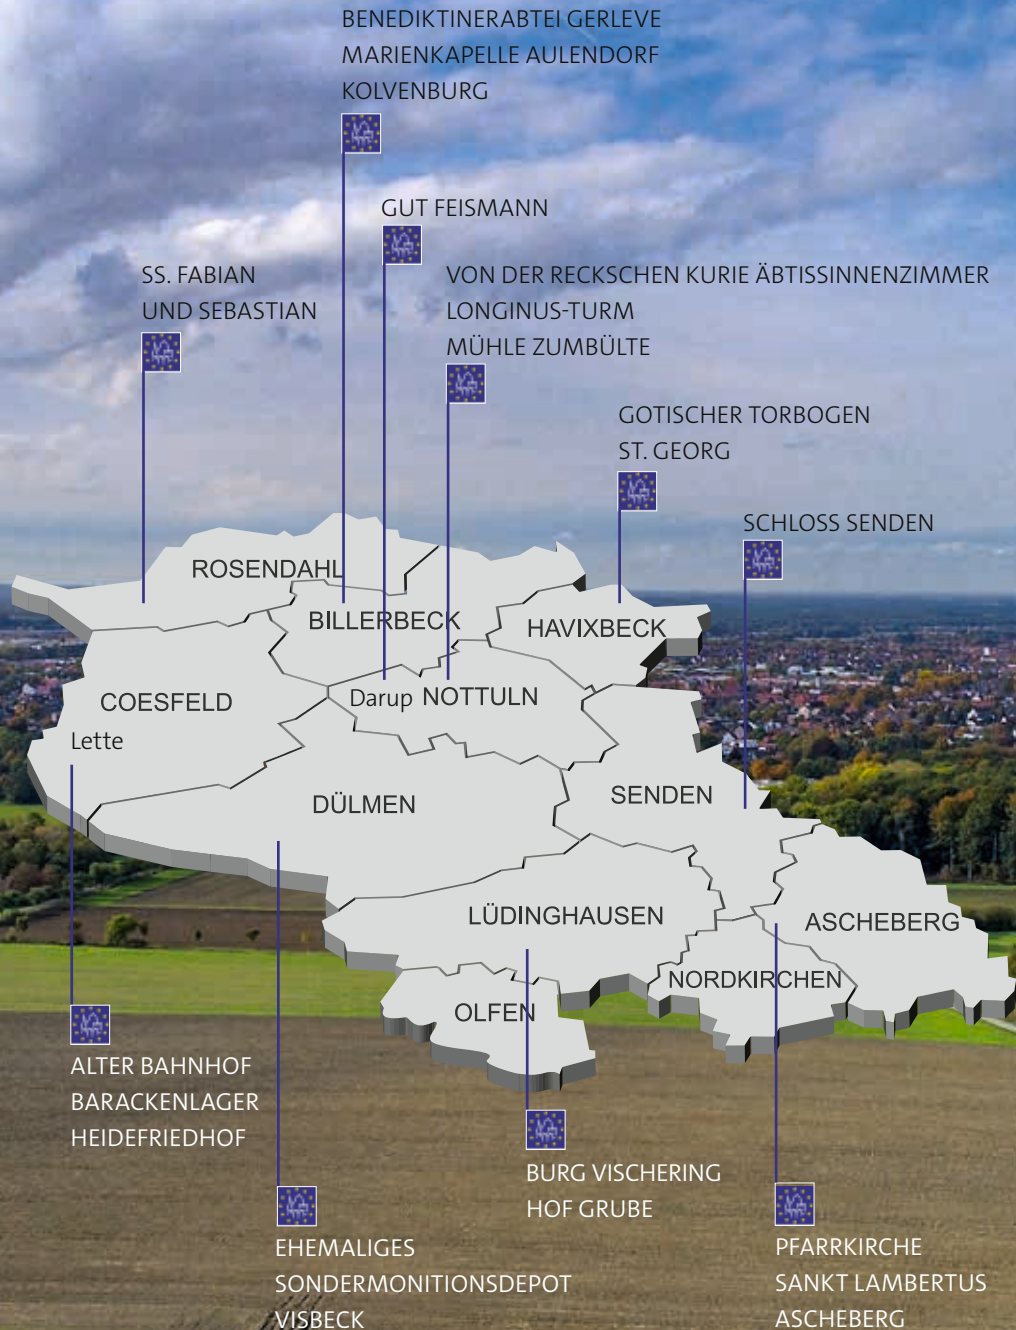 BENEDIKTINERABTEI GERLEVE
MARIENKAPELLE AULENDORF
KOLVENBURG
GUT FEISMANN
SS. FABIAN
UND SEBASTIAN
VON DER RECKSCHEN KURIE ÄBTISSINNENZIMMER
LONGINUS-TURM
MÜHLE ZUMBÜLTE
GOTISCHER TORBOGEN
ST. GEORG
SCHLOSS SENDEN
ROSENDAHL
BILLERBECK
HAVIXBECK
COESFELD
Darup
NOTTULN
Lette
DÜLMEN
SENDEN
LÜDINGHAUSEN
ASCHEBERG
NORDKIRCHEN
OLFEN
ALTER BAHNHOF
BARACKENLAGER
HEIDEFRIEDHOF
BURG VISCHERING
HOF GRUBE
EHEMALIGES
SONDERMONITIONSDEPOT
VISBECK
PFARRKIRCHE
SANKT LAMBERTUS
ASCHEBERG